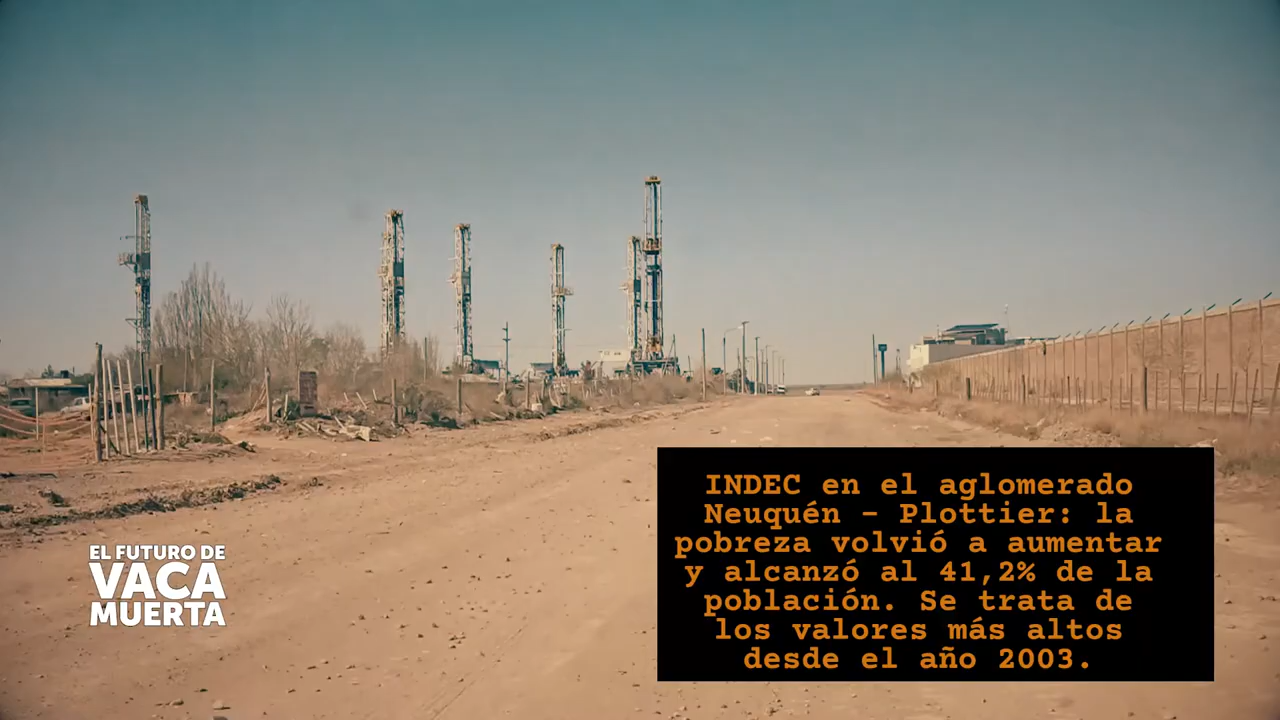 EL FUTURO DE
VACA
MUERTA
INDEC en el aglomerado
Neuquén - Plottier: la
pobreza volvió a aumentar
y alcanzó al 41,2% de la
población. Se trata de
los valores más altos
desde el año 2003.